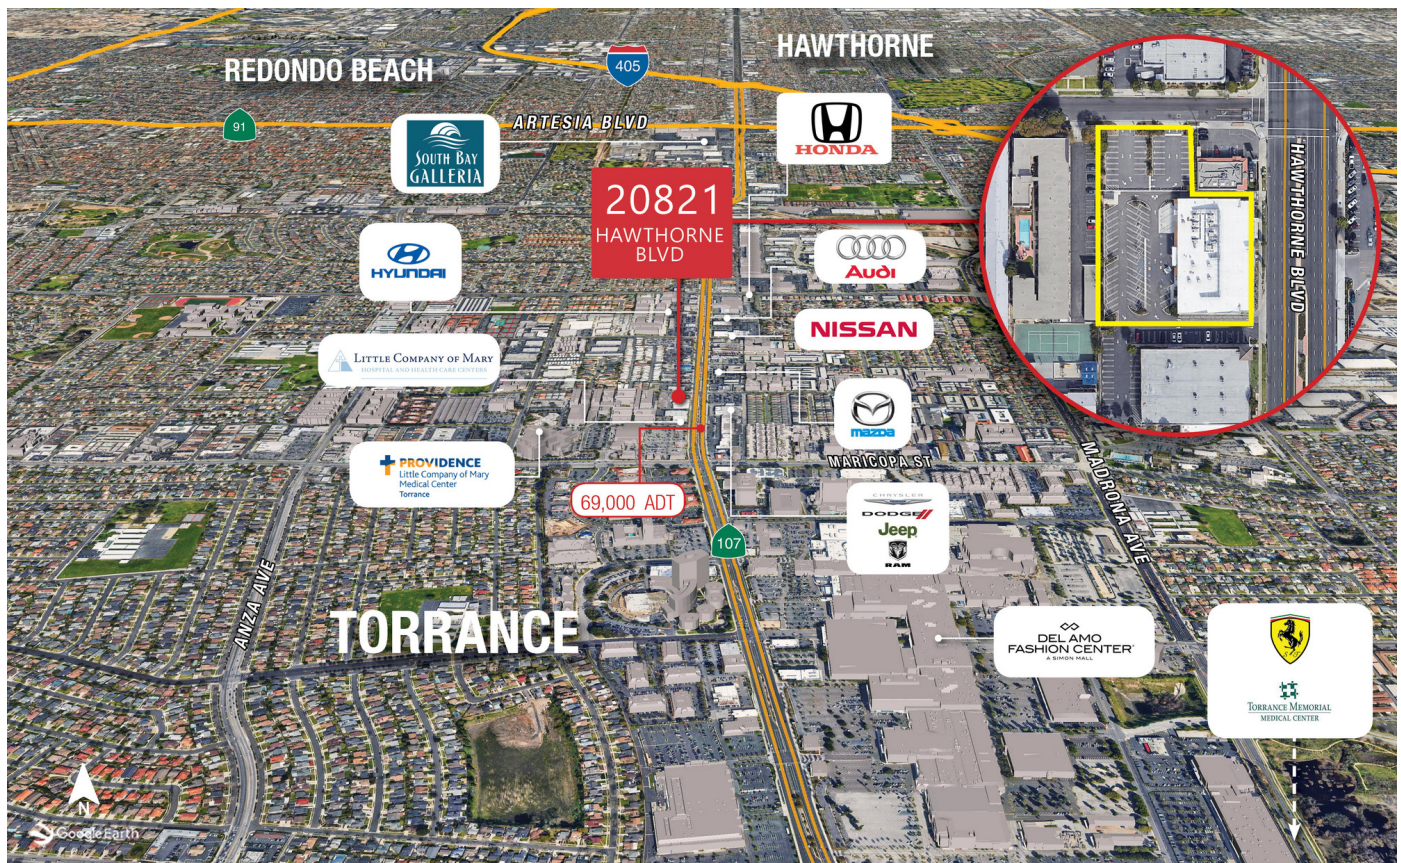 REDONDO BEACH
HAWTHORNE
405
91
ARTESIA BLVD
SOUTH BAY
GALLERIA
HONDA
20821
HAWTHORNE
BLVD
HAWTHORNE BLVD
HYUNDAI
Audi
NISSAN
LITTLE COMPANY OF MARY
HOSPITAL AND HEALTH CARE CENTERS
mazda
MARICOPA ST
MADRONA AVE
PROVIDENCE
Little Company of Mary
Medical Center
Torrance
69,000 ADT
CHRYSLER
DODGE
Jeep
RAM
107
ANZA AVE
TORRANCE
DEL AMO
FASHION CENTER
A SIMON MALL
TORRANCE MEMORIAL
MEDICAL CENTER
N
Google Earth